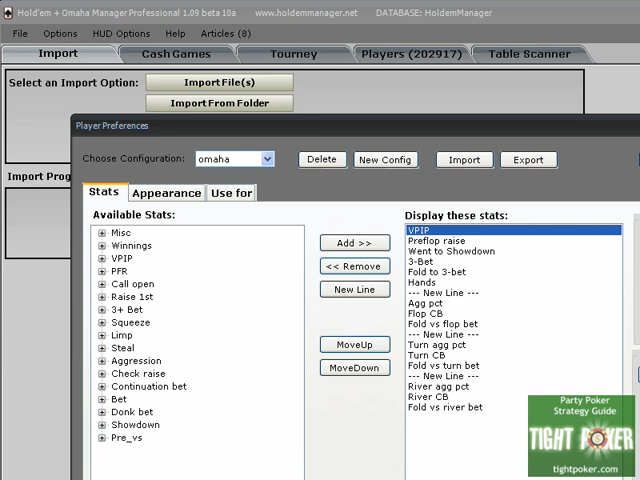 Hold'em + Omaha Manager Professional 1.09 beta 10a www.holdemmanager.net DATABASE: HoldemManager
File Options HUD Options Help Articles (8)
Import Cash Games Tourney Players (202917) Table Scanner
Select an Import Option: Import File(s)
Import From Folder
Player Preferences
Choose Configuration: omaha Delete New Config Import Export
Import Prog
Stats Appearance Use for
Available Stats:
Misc
Winnings
VPIP
PFR
Call open
Raise 1st
3+ Bet
Squeeze
Limp
Steal
Aggression
Check raise
Continuation bet
Bet
Donk bet
Showdown
Pre_vs
Add >>
<< Remove
New Line
MoveUp
MoveDown
Display these stats:
VPIP
Preflop raise
Went to Showdown
3-Bet
Fold to 3-bet
Hands
--- New Line ---
Agg pct
Flop CB
Fold vs flop bet
--- New Line ---
Turn agg pct
Turn CB
Fold vs turn bet
--- New Line ---
River agg pct
River CB
Fold vs river bet
Party Poker
Strategy Guide
TIGHT POKER
tightpoker.com